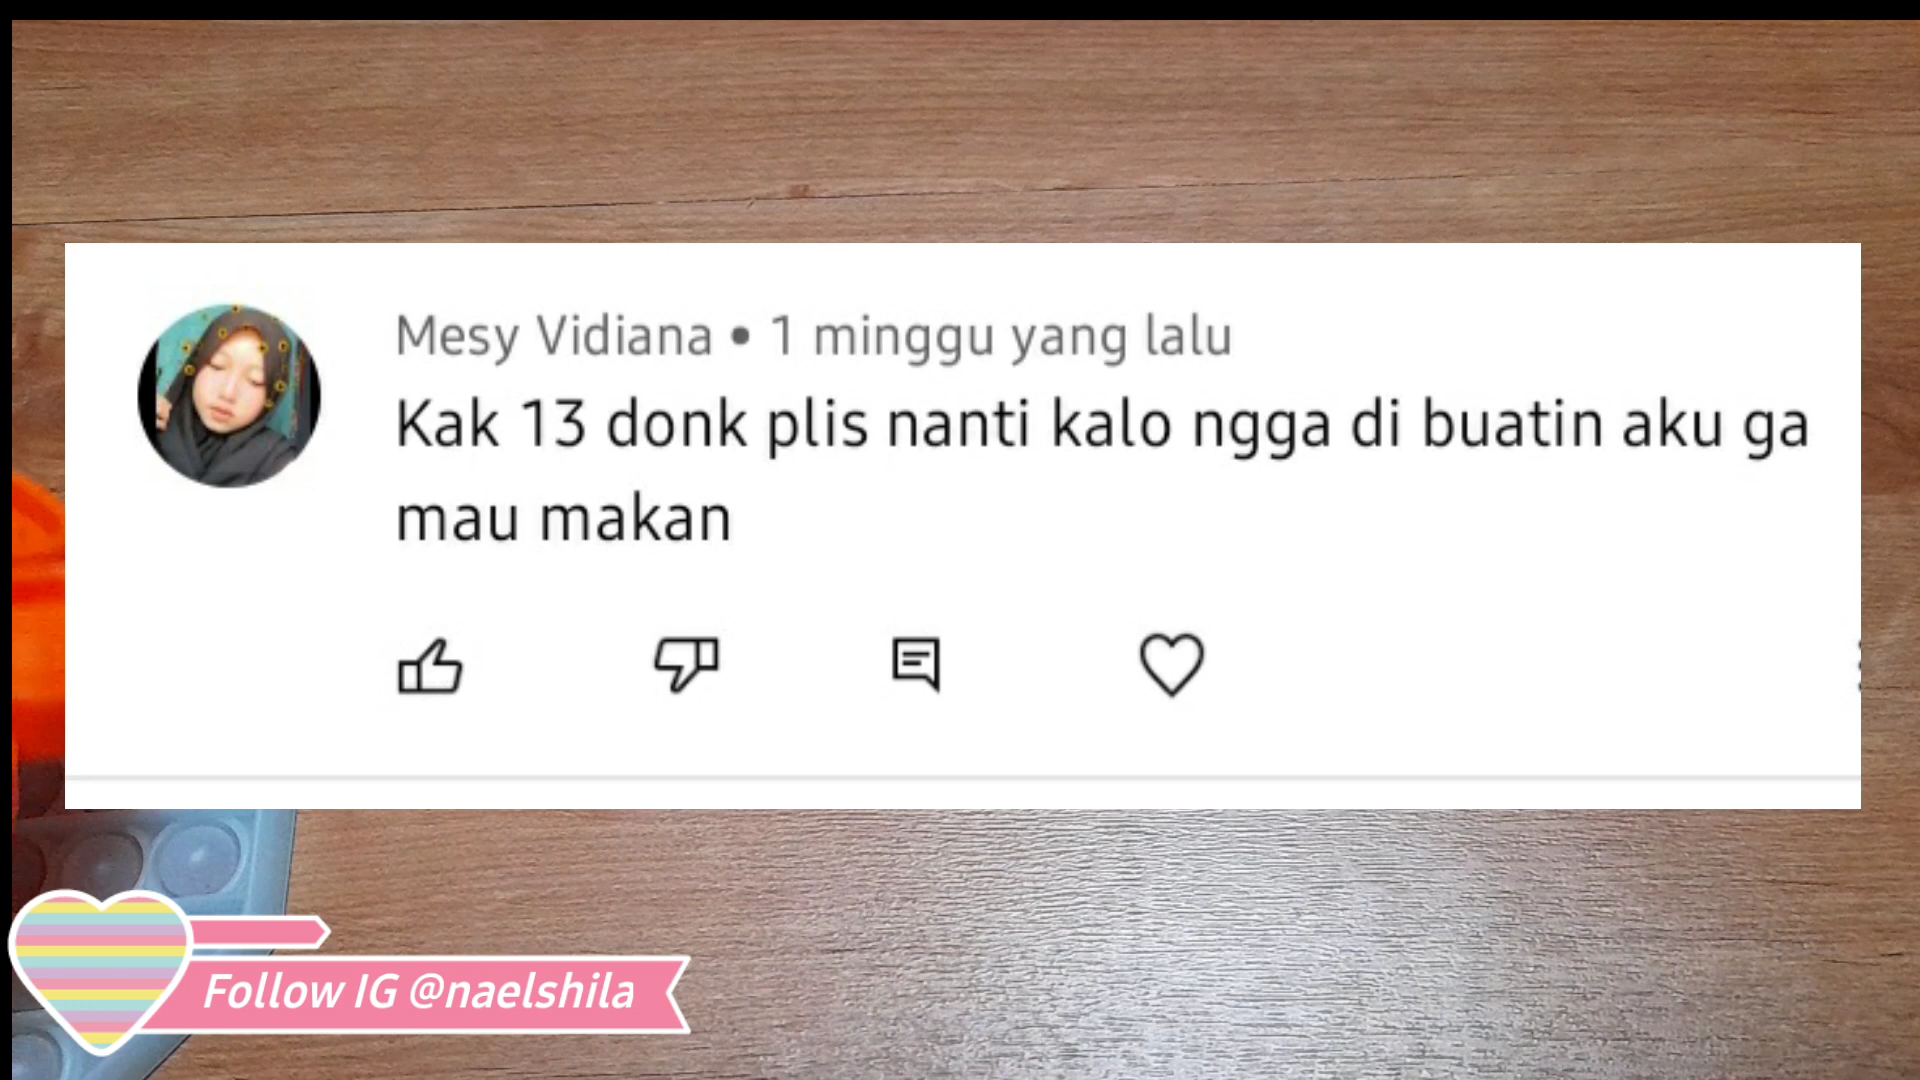 Mesy Vidiana • 1 minggu yang lalu
Kak 13 donk plis nanti kalo ngga di buatin aku ga
mau makan
Follow IG @naelshila